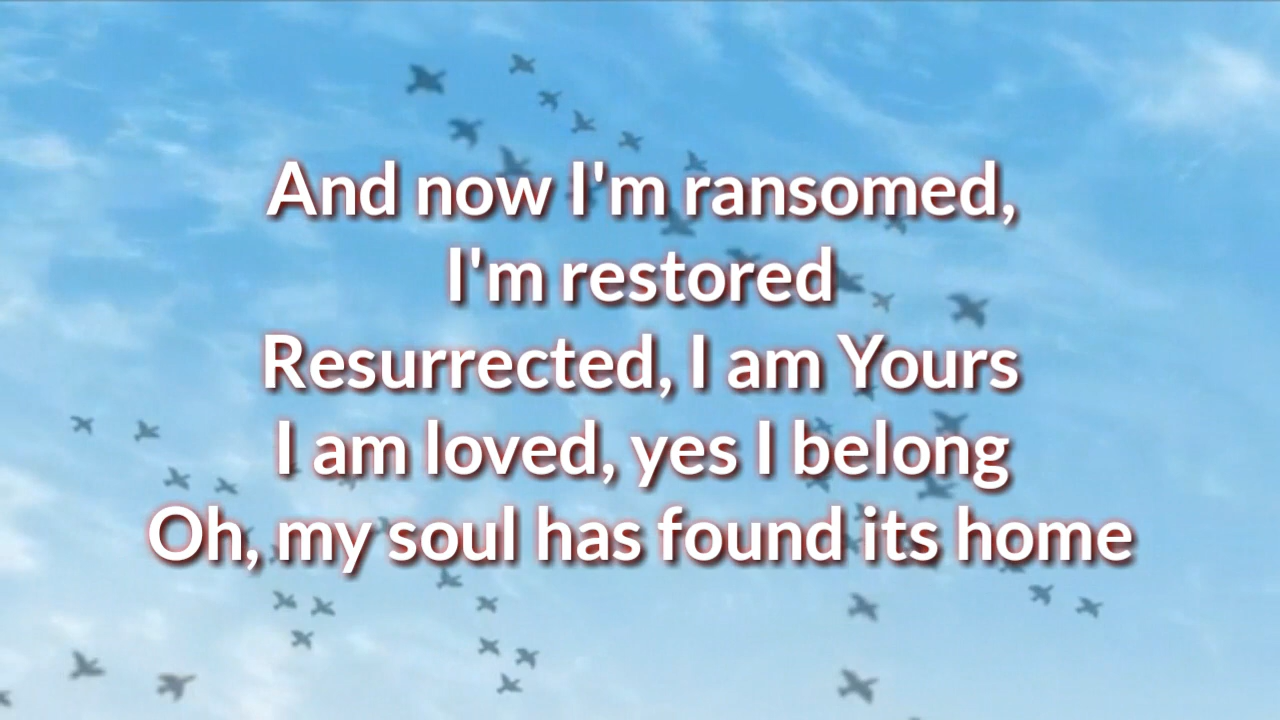 And now I'm ransomed,
I'm restored
Resurrected, I am Yours
I am loved, yes I belong
Oh, my soul has found its home